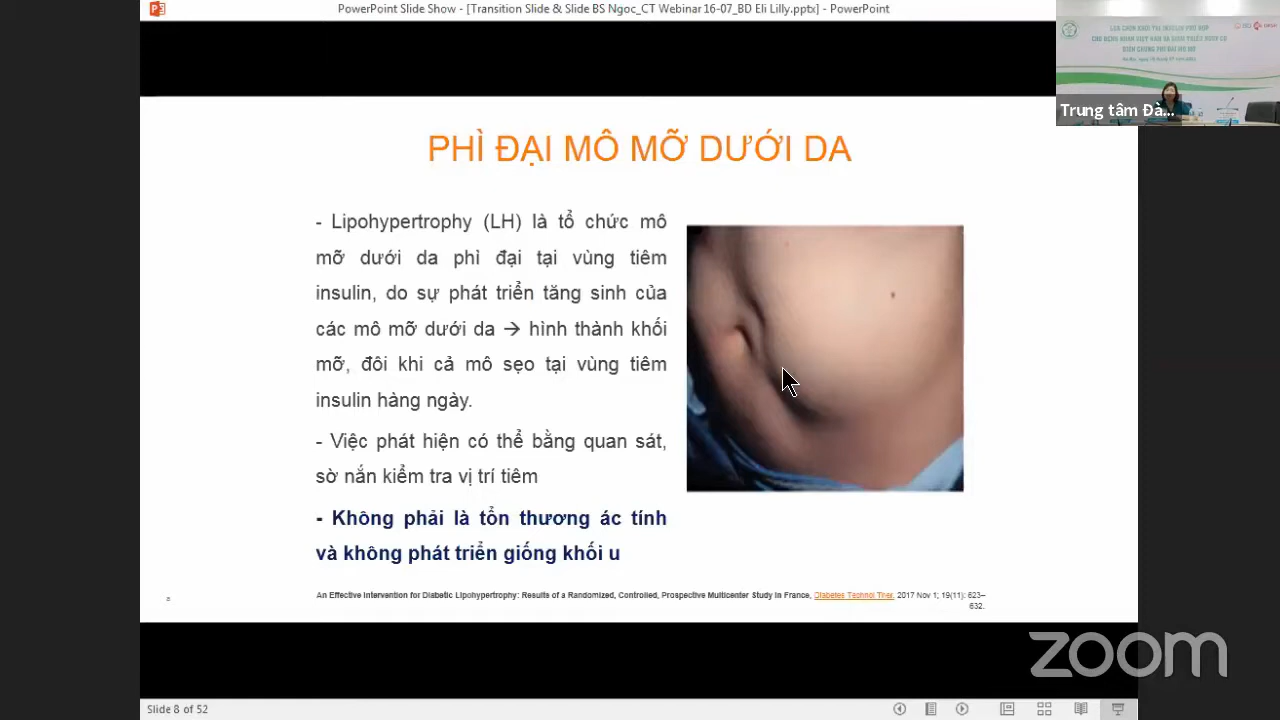 PowerPoint Slide Show - [Transition Slide & Slide BS Ngoc_CT Webinar 16-07_BD Eli Lilly.pptx] - PowerPoint
Trung tâm Đà...
PHÌ ĐẠI MÔ MỠ DƯỚI DA
- Lipohypertrophy (LH) là tổ chức mô
mỡ dưới da phì đại tại vùng tiêm
insulin, do sự phát triển tăng sinh của
các mô mỡ dưới da → hình thành khối
mỡ, đôi khi cả mô sẹo tại vùng tiêm
insulin hàng ngày.
- Việc phát hiện có thể bằng quan sát,
sờ nắn kiểm tra vị trí tiêm
- Không phải là tổn thương ác tính
và không phát triển giống khối u
An Effective Intervention for Diabetic Lipohypertrophy: Results of a Randomized, Controlled, Prospective Multicenter Study in France, Diabetes Technol Ther. 2017 Nov 1; 19(11): 623–
632.
8
zoom
Slide 8 of 52